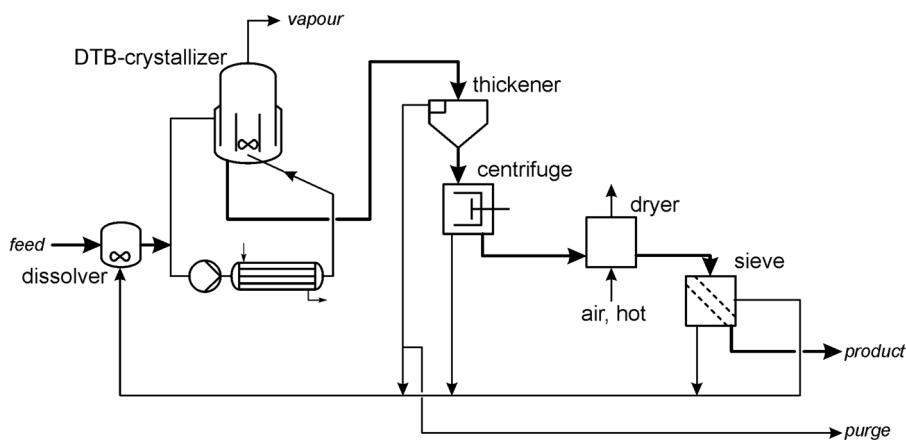 vapour
DTB-crystallizer
thickener
centrifuge
dryer
feed
dissolver
sieve
air, hot
product
purge